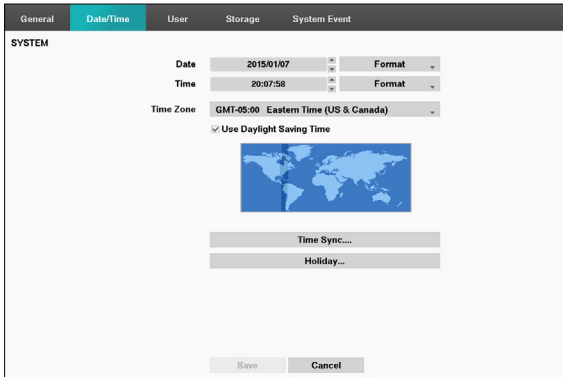 General Date/Time User Storage System Event
SYSTEM
Date 2015/01/07 Format
Time 20:07:58 Format
Time Zone GMT-05:00 Eastern Time (US & Canada)
Use Daylight Saving Time
Time Sync....
Holiday...
Save Cancel